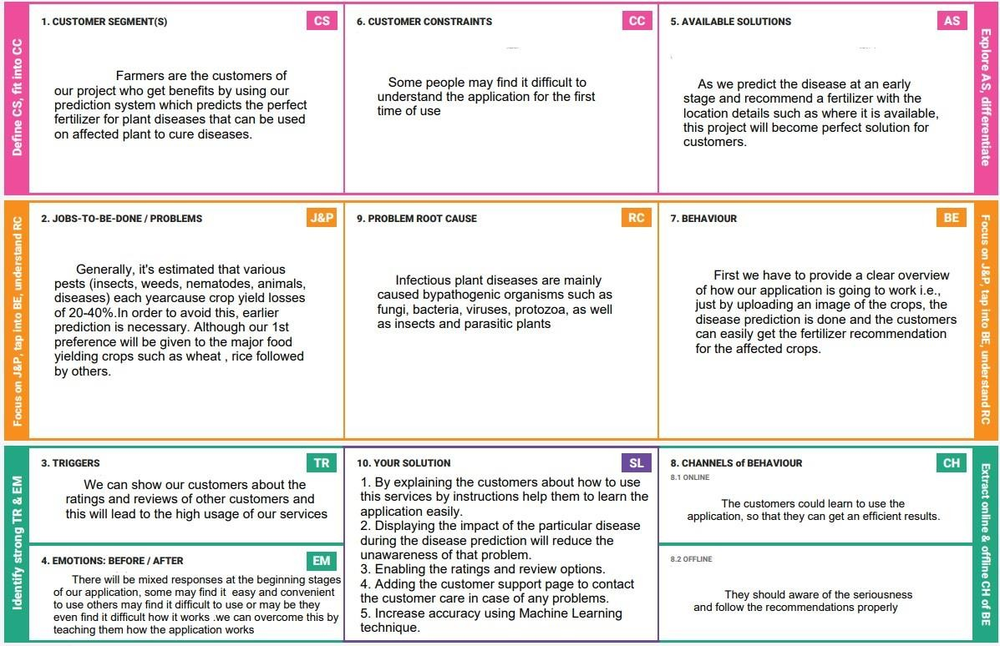 Define CS, fit into CC
1. CUSTOMER SEGMENT(S)
CS
Farmers are the customers of
our project who get benefits by using our
prediction system which predicts the perfect
fertilizer for plant diseases that can be used
on affected plant to cure diseases.
6. CUSTOMER CONSTRAINTS
CC
Some people may find it difficult to
understand the application for the first
time of use
5. AVAILABLE SOLUTIONS
AS
As we predict the disease at an early
stage and recommend a fertilizer with the
location details such as where it is available,
this project will become perfect solution for
customers.
Explore AS, differentiate
Focus on J&P, tap into BE, understand RC
2. JOBS-TO-BE-DONE / PROBLEMS
J&P
Generally, it's estimated that various
pests (insects, weeds, nematodes, animals,
diseases) each yearcause crop yield losses
of 20-40%.In order to avoid this, earlier
prediction is necessary. Although our 1st
preference will be given to the major food
yielding crops such as wheat , rice followed
by others.
9. PROBLEM ROOT CAUSE
RC
Infectious plant diseases are mainly
caused bypathogenic organisms such as
fungi, bacteria, viruses, protozoa, as well
as insects and parasitic plants
7. BEHAVIOUR
BE
First we have to provide a clear overview
of how our application is going to work i.e.,
just by uploading an image of the crops, the
disease prediction is done and the customers
can easily get the fertilizer recommendation
for the affected crops.
Focus on J&P, tap into BE, understand RC
Identify strong TR & EM
3. TRIGGERS
TR
We can show our customers about the
ratings and reviews of other customers and
this will lead to the high usage of our services
4. EMOTIONS: BEFORE / AFTER
EM
There will be mixed responses at the beginning stages
of our application, some may find it easy and convenient
to use others may find it difficult to use or may be they
even find it difficult how it works .we can overcome this by
teaching them how the application works
10. YOUR SOLUTION
SL
1. By explaining the customers about how to use
this services by instructions help them to learn the
application easily.
2. Displaying the impact of the particular disease
during the disease prediction will reduce the
unawareness of that problem.
3. Enabling the ratings and review options.
4. Adding the customer support page to contact
the customer care in case of any problems.
5. Increase accuracy using Machine Learning
technique.
8. CHANNELS of BEHAVIOUR
CH
8.1 ONLINE
The customers could learn to use the
application, so that they can get an efficient results.
8.2 OFFLINE
They should aware of the seriousness
and follow the recommendations properly
Extract online & offline CH of BE